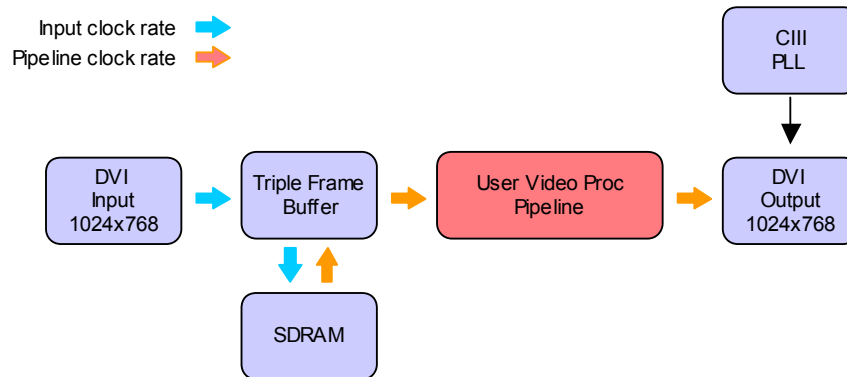 Input clock rate
Pipeline clock rate
CIII
PLL
DVI
Input
1024x768
Triple Frame
Buffer
User Video Proc
Pipeline
DVI
Output
1024x768
SDRAM